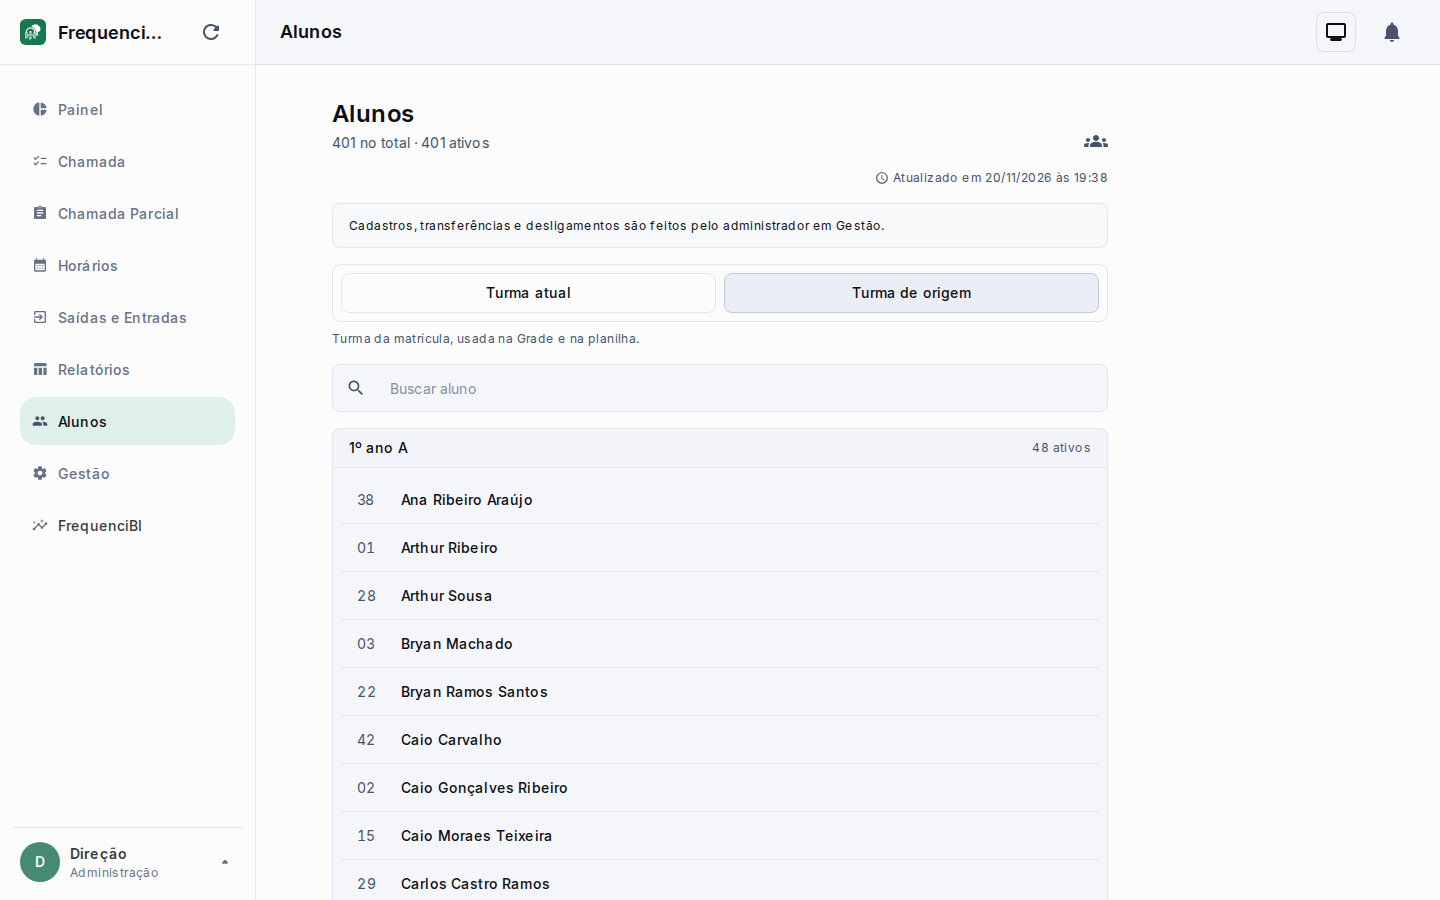 Frequenci...
Alunos
Painel
Chamada
Chamada Parcial
Horários
Saídas e Entradas
Relatórios
Alunos
Gestão
FrequenciBI
Direção
Administração
D
Alunos
401 no total · 401 ativos
Atualizado em 20/11/2026 às 19:38
Cadastros, transferências e desligamentos são feitos pelo administrador em Gestão.
Turma atual
Turma de origem
Turma da matrícula, usada na Grade e na planilha.
Buscar aluno
1º ano A 48 ativos
38 Ana Ribeiro Araújo
01 Arthur Ribeiro
28 Arthur Sousa
03 Bryan Machado
22 Bryan Ramos Santos
42 Caio Carvalho
02 Caio Gonçalves Ribeiro
15 Caio Moraes Teixeira
29 Carlos Castro Ramos